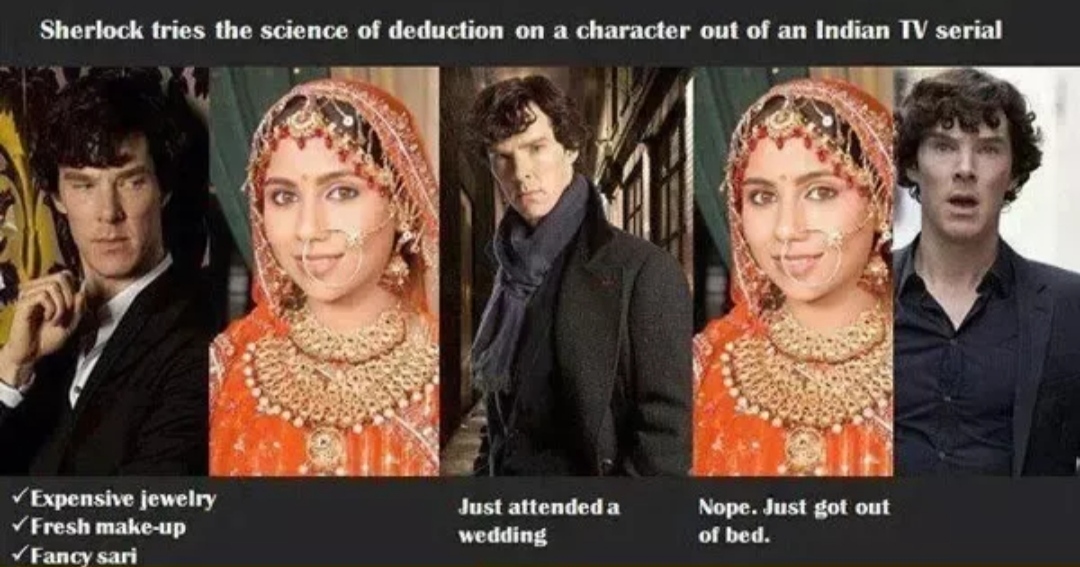 Sherlock tries the science of deduction on a character out of an Indian TV serial
✓Expensive jewelry
✓Fresh make-up
✓Fancy sari
Just attended a
wedding
Nope. Just got out
of bed.